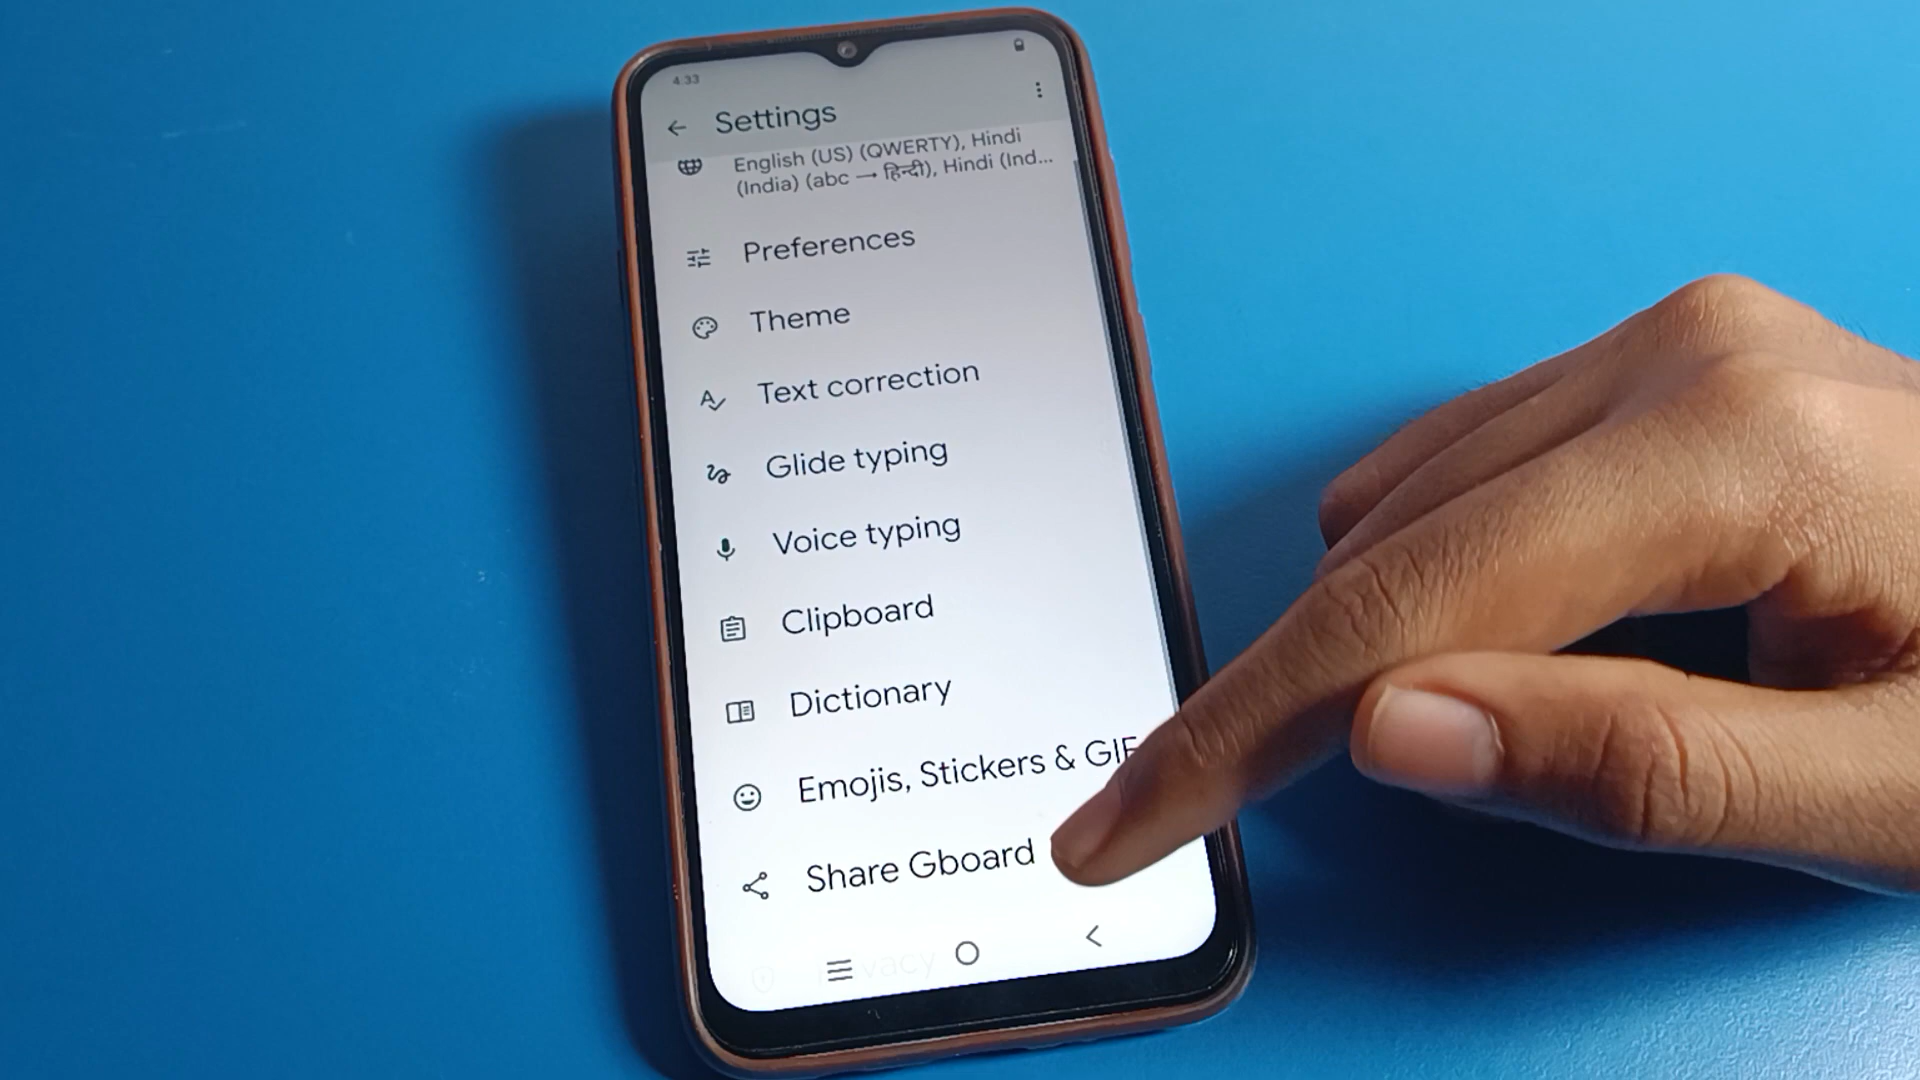 4:33
Settings
English (US) (QWERTY), Hindi
(India) (abc → हिन्दी), Hindi (Ind...
Preferences
Theme
Text correction
Glide typing
Voice typing
Clipboard
Dictionary
Emojis, Stickers & GIF
Share Gboard